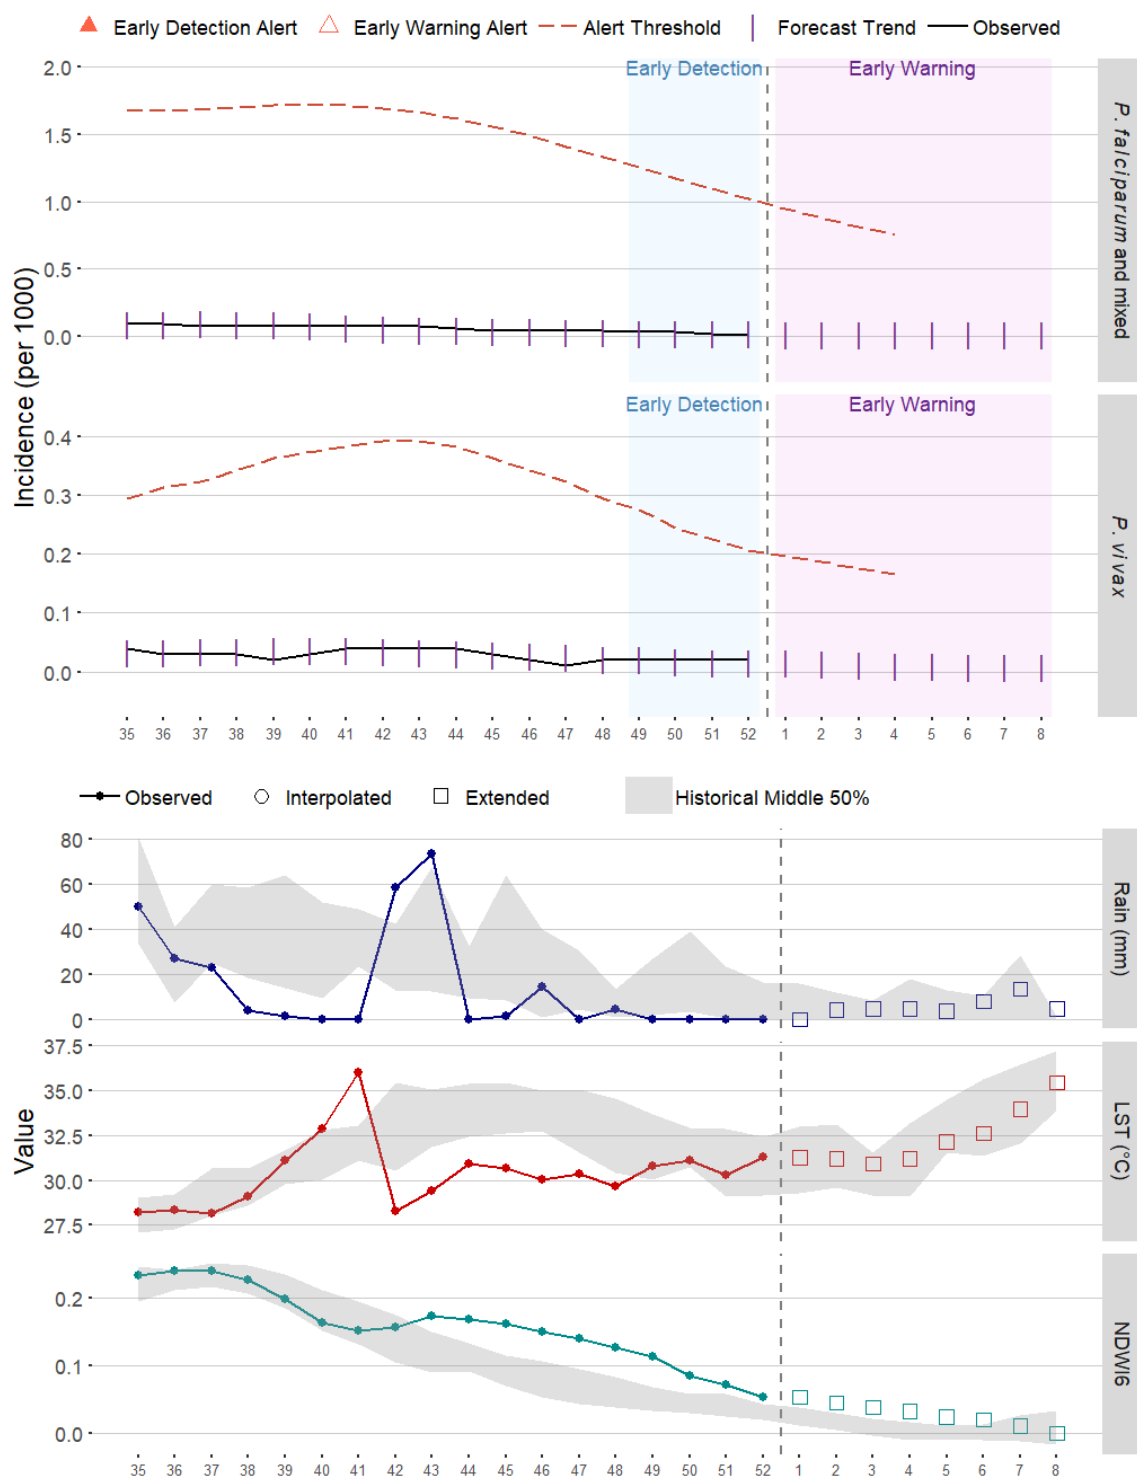 Early Detection Alert Early Warning Alert Alert Threshold Forecast Trend Observed
2.0
1.5
1.0
0.5
0.0
Early Detection Early Warning
P. falciparum and mixed
Incidence (per 1000)
0.4
0.3
0.2
0.1
0.0
Early Detection Early Warning
P. vivax
35 36 37 38 39 40 41 42 43 44 45 46 47 48 49 50 51 52 1 2 3 4 5 6 7 8
Observed Interpolated Extended Historical Middle 50%
80
60
40
20
0
Rain (mm)
Value
37.5
35.0
32.5
30.0
27.5
LST (°C)
0.2
0.1
0.0
NDWI6
35 36 37 38 39 40 41 42 43 44 45 46 47 48 49 50 51 52 1 2 3 4 5 6 7 8